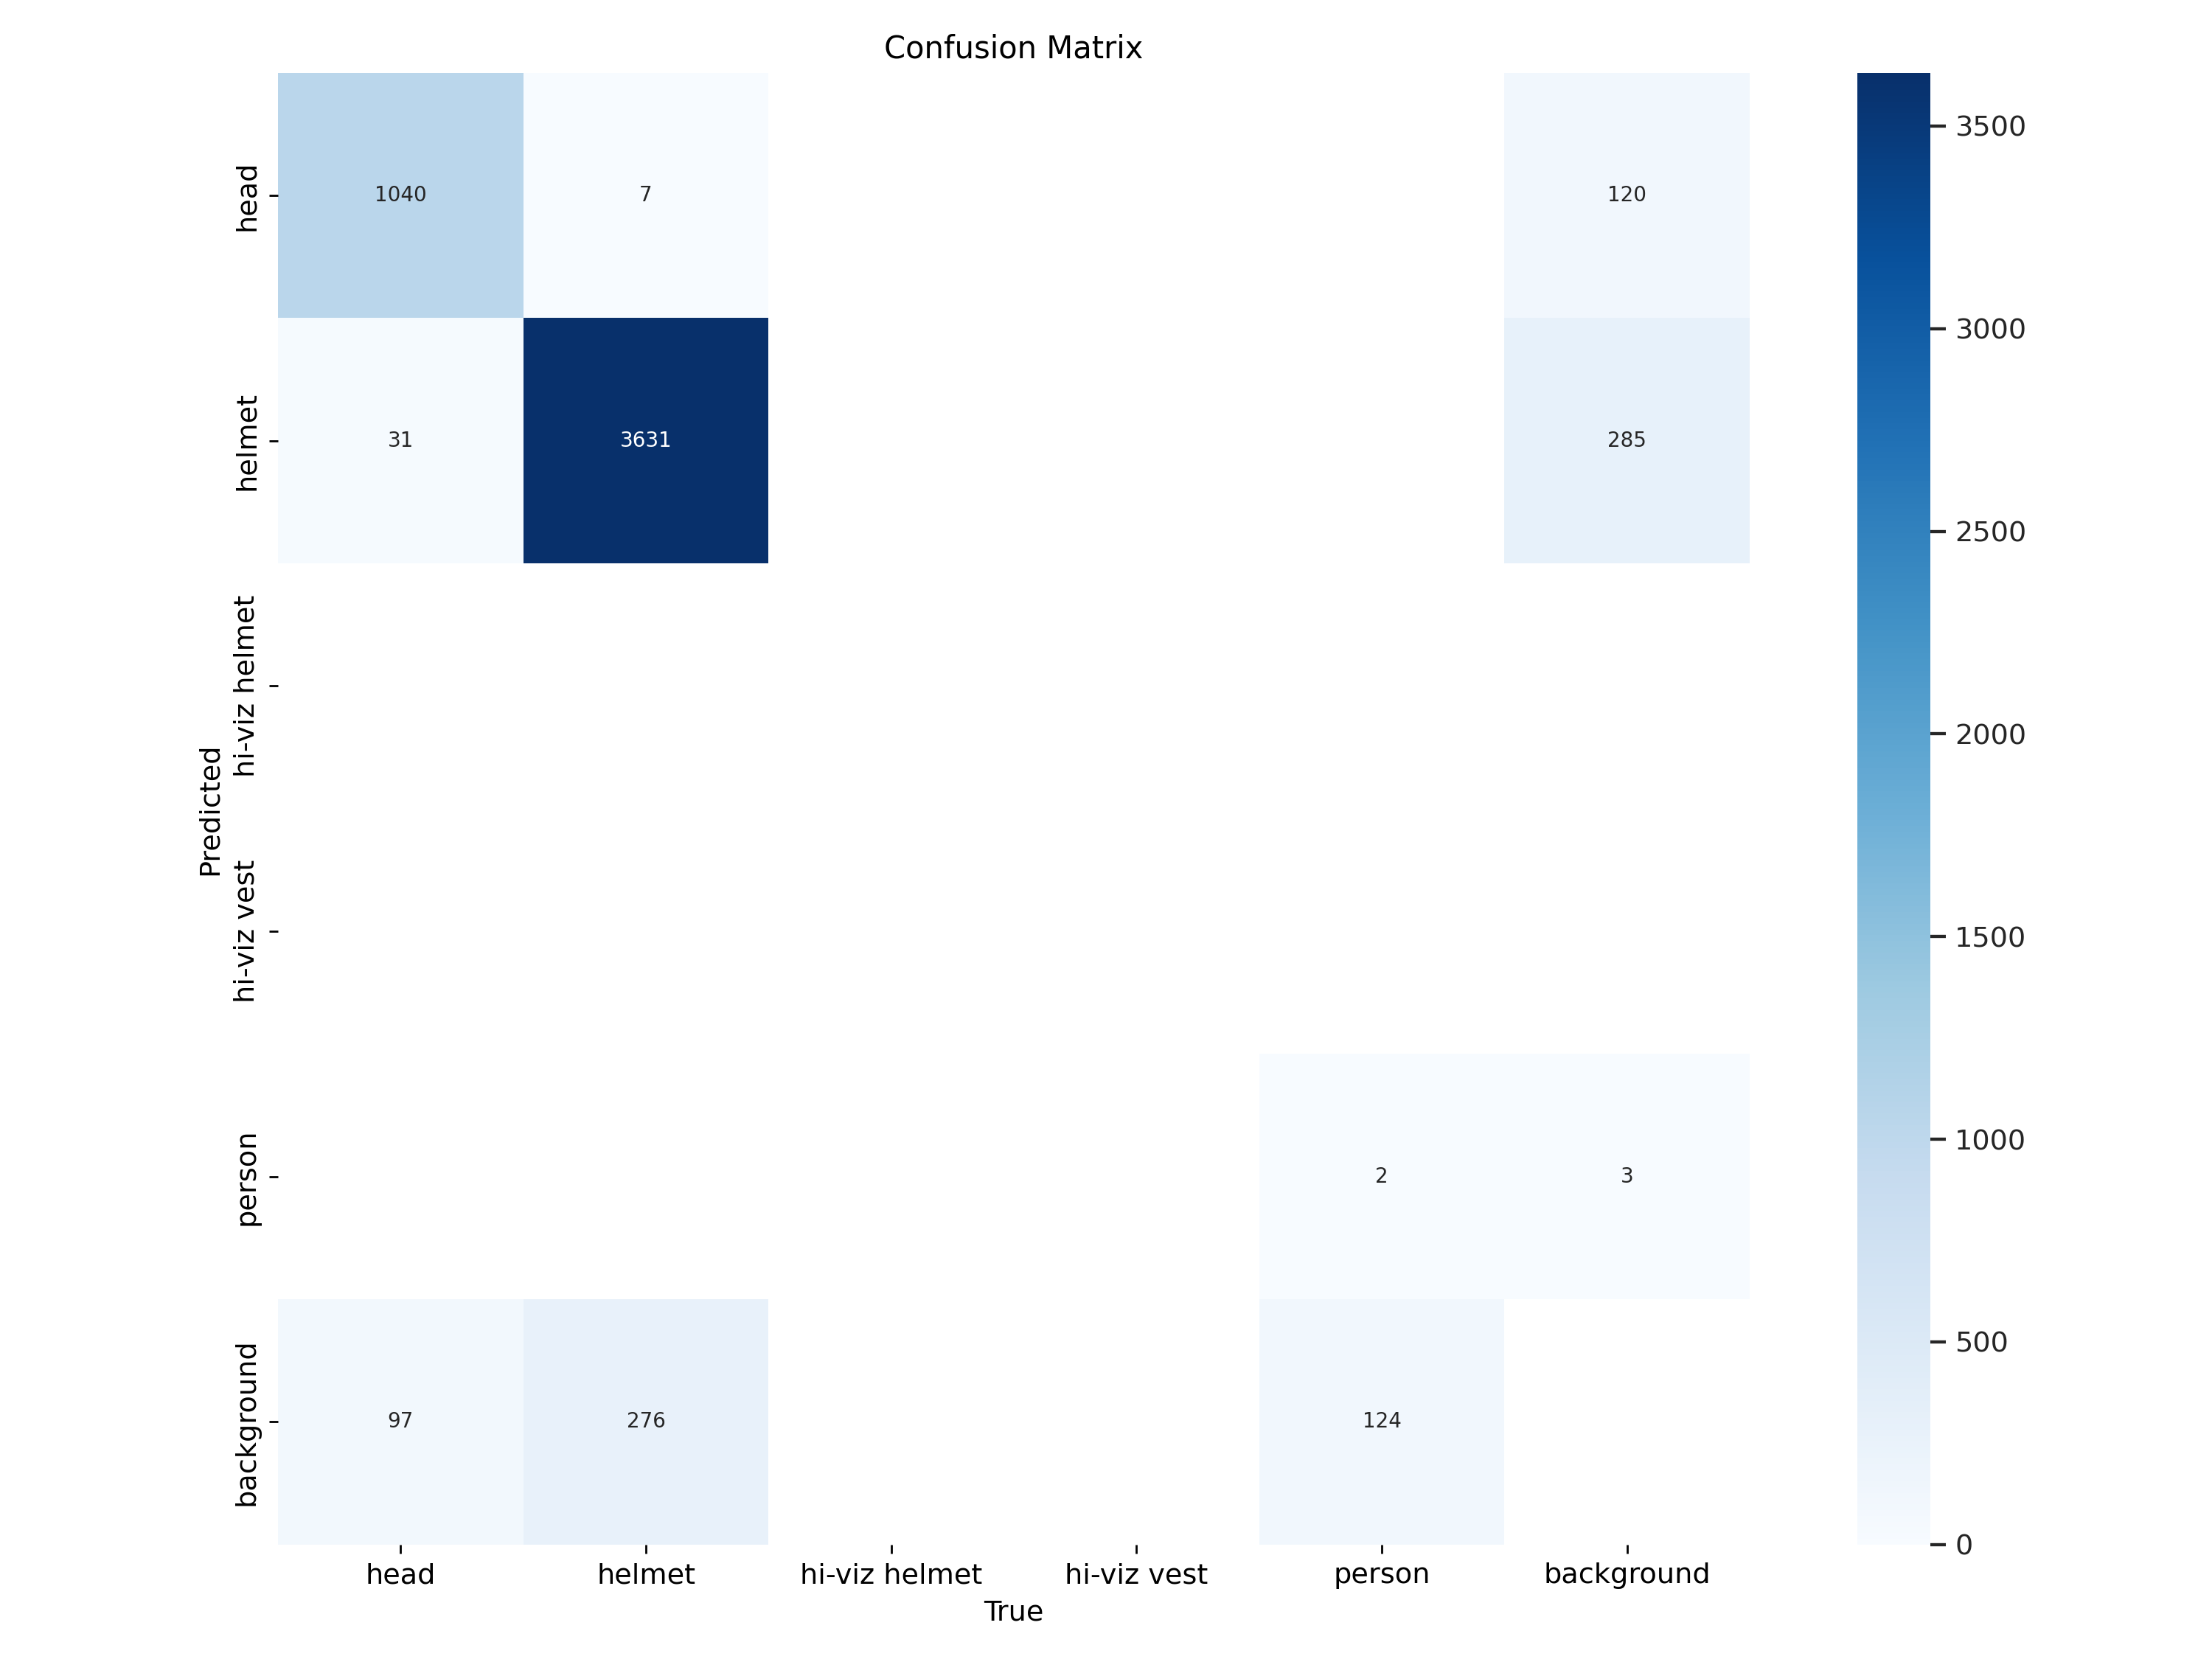 Confusion Matrix
head
1040
7
120
3500
helmet
31
3631
285
3000
2500
hi-viz helmet
2000
Predicted
hi-viz vest
1500
person
2
3
1000
background
97
276
124
500
0
head
helmet
hi-viz helmet
hi-viz vest
person
background
True